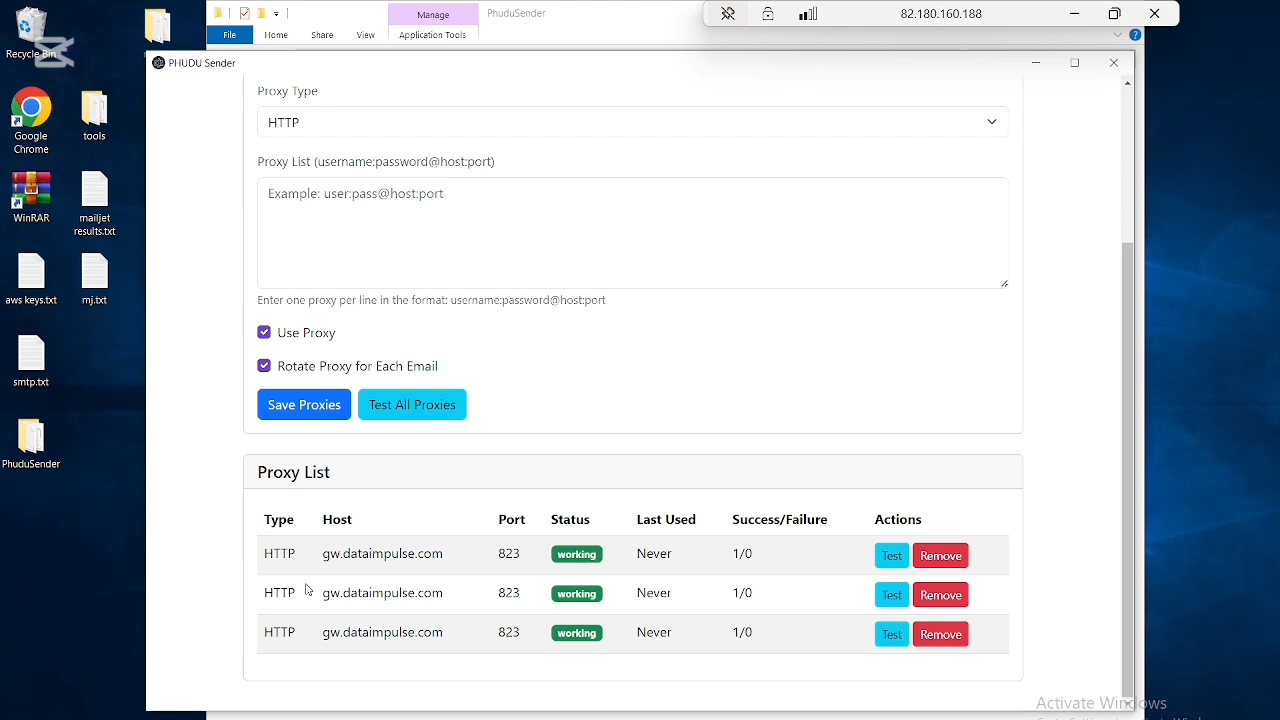 Manage
PhuduSender
82.180.160.188
File
Home
Share
View
Application Tools
Recycle Bin
PHUDU Sender
Google
Chrome
tools
WinRAR
mailjet
results.txt
aws keys.txt
mj.txt
smtp.txt
PhuduSender
Proxy Type
HTTP
Proxy List (username:password@host:port)
Example: user:pass@host:port
Enter one proxy per line in the format: username:password@host:port
Use Proxy
Rotate Proxy for Each Email
Save Proxies
Test All Proxies
Proxy List
Type Host Port Status Last Used Success/Failure Actions
HTTP gw.dataimpulse.com 823 working Never 1/0 Test Remove
HTTP gw.dataimpulse.com 823 working Never 1/0 Test Remove
HTTP gw.dataimpulse.com 823 working Never 1/0 Test Remove
Activate Windows